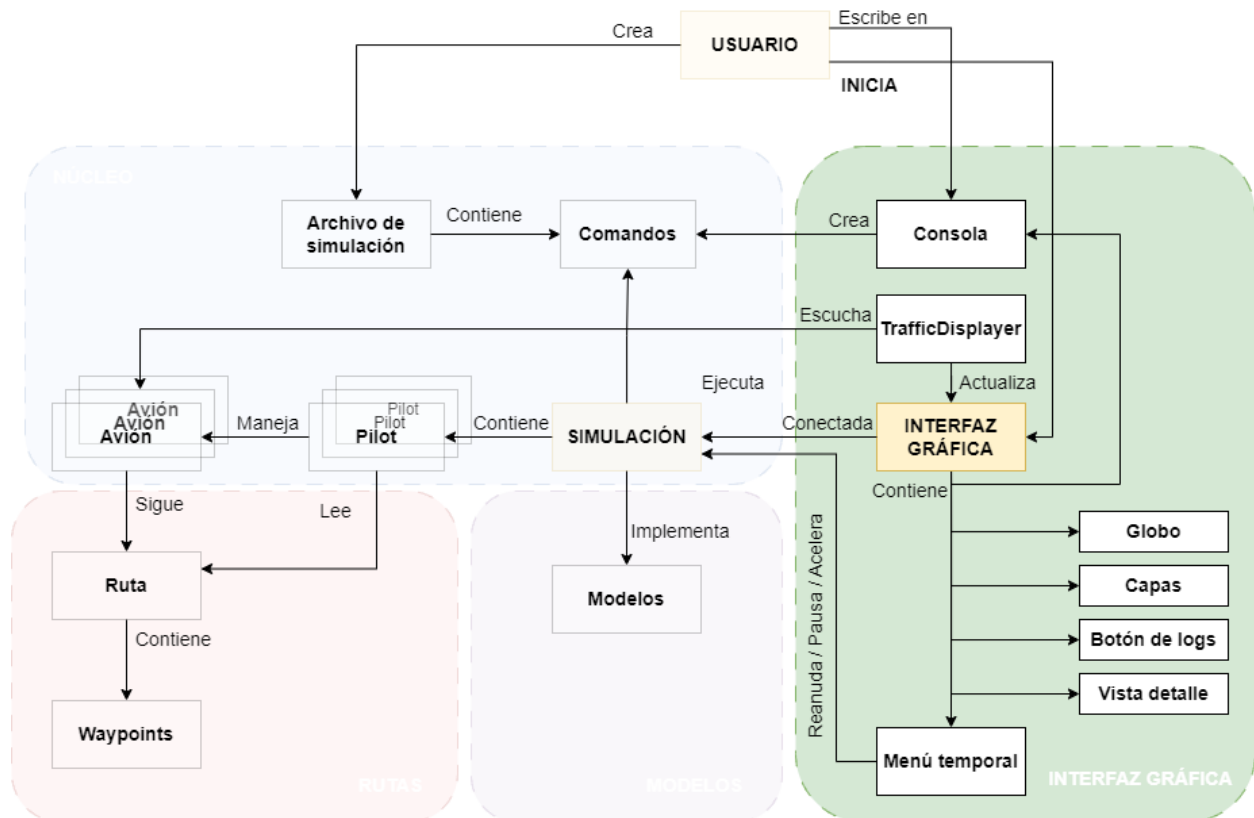 Escribe en
Crea
USUARIO
INICIA
NÚCLEO
Archivo de
simulación
Contiene
Comandos
Crea
Consola
Escucha
TrafficDisplayer
Ejecuta
Actualiza
Avión
Avión
Avión
Maneja
Pilot
Pilot
Pilot
Contiene
SIMULACIÓN
Conectada
INTERFAZ
GRÁFICA
Contiene
Sigue
Lee
Implementa
Reanuda / Pausa / Acelera
Globo
Ruta
Modelos
Capas
Contiene
Botón de logs
Vista detalle
Waypoints
Menú temporal
RUTAS
MODELOS
INTERFAZ GRÁFICA